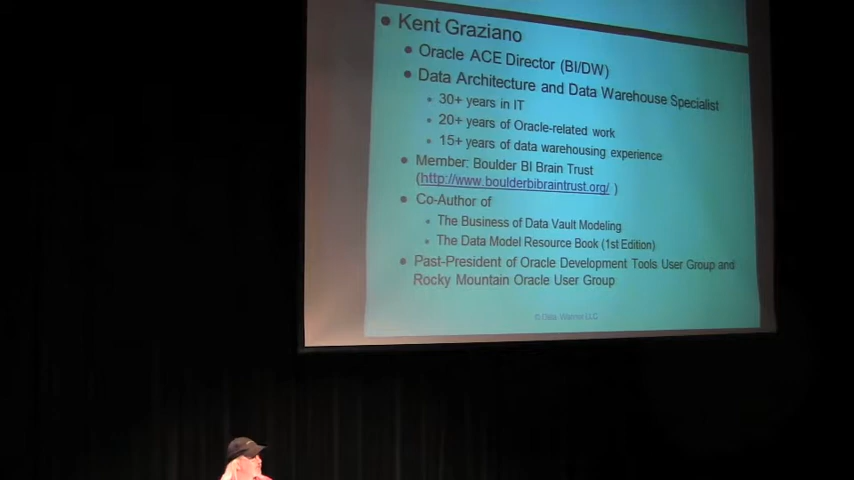 Kent Graziano
Oracle ACE Director (BI/DW)
Data Architecture and Data Warehouse Specialist
30+ years in IT
20+ years of Oracle-related work
15+ years of data warehousing experience
Member: Boulder BI Brain Trust
(http://www.boulderbibraintrust.org/ )
Co-Author of
The Business of Data Vault Modeling
The Data Model Resource Book (1st Edition)
Past-President of Oracle Development Tools User Group and
Rocky Mountain Oracle User Group
© Data Warrior LLC